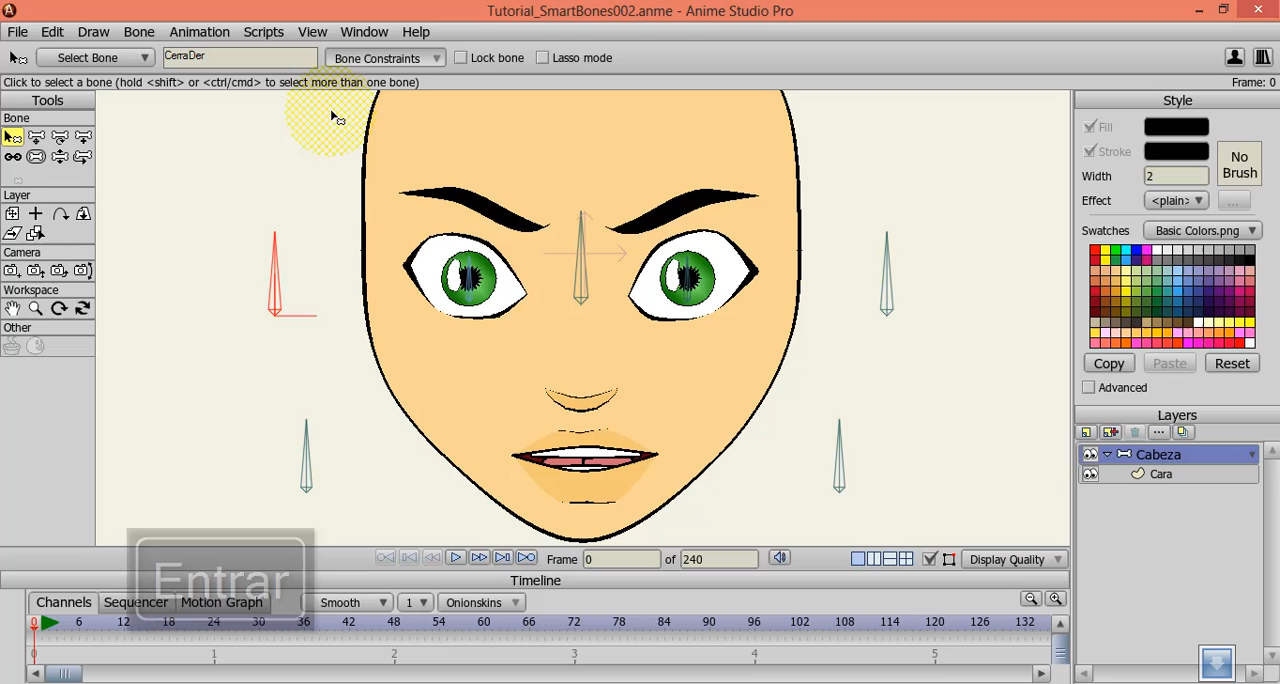 Tutorial_SmartBones002.anme - Anime Studio Pro
File Edit Draw Bone Animation Scripts View Window Help
Select Bone CerraDer Bone Constraints Lock bone Lasso mode
Click to select a bone (hold <shift> or <ctrl/cmd> to select more than one bone) Frame: 0
Tools Style
Bone
Fill
Stroke No Brush
Width 2
Layer
Effect <plain> ...
Swatches Basic Colors.png
Camera
Workspace
Other
Copy Paste Reset
Advanced
Layers
Cabeza
Cara
Entrar
Frame 0 of 240 Display Quality
Timeline
Channels Sequencer Motion Graph Smooth 1 Onionskins
0 6 12 18 24 30 36 42 48 54 60 66 72 78 84 90 96 102 108 114 120 126 132
0 1 2 3 4 5